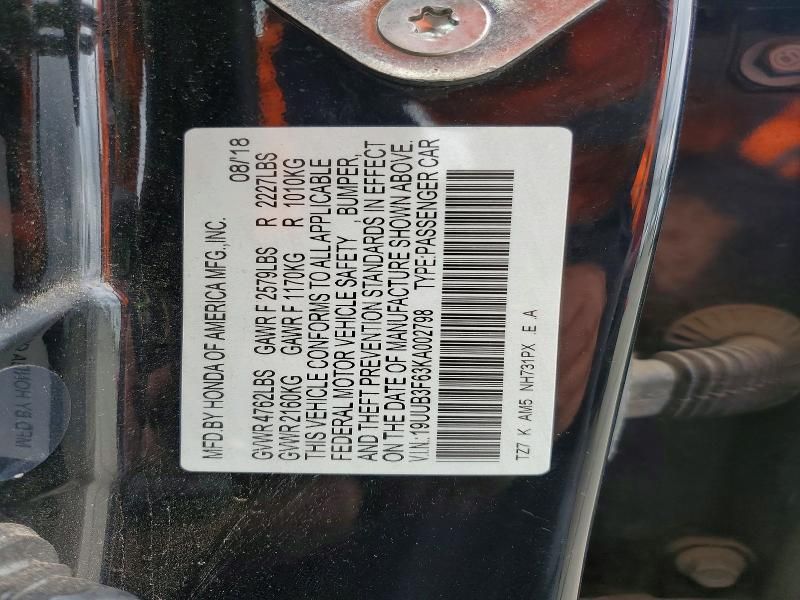 MFD.BY HONDA OF AMERICA MFG.,INC. 08/'18
GVWR 4762LBS GAWR F 2579LBS R 2227LBS
GVWR 2160KG GAWR F 1170KG R 1010KG
THIS VEHICLE CONFORMS TO ALL APPLICABLE
FEDERAL MOTOR VEHICLE SAFETY , BUMPER,
AND THEFT PREVENTION STANDARDS IN EFFECT
ON THE DATE OF MANUFACTURE SHOWN ABOVE.
V.I.N: 19UUB3F63KA002798 TYPE:PASSENGER CAR
TZ7 K AM5 NH731PX E A